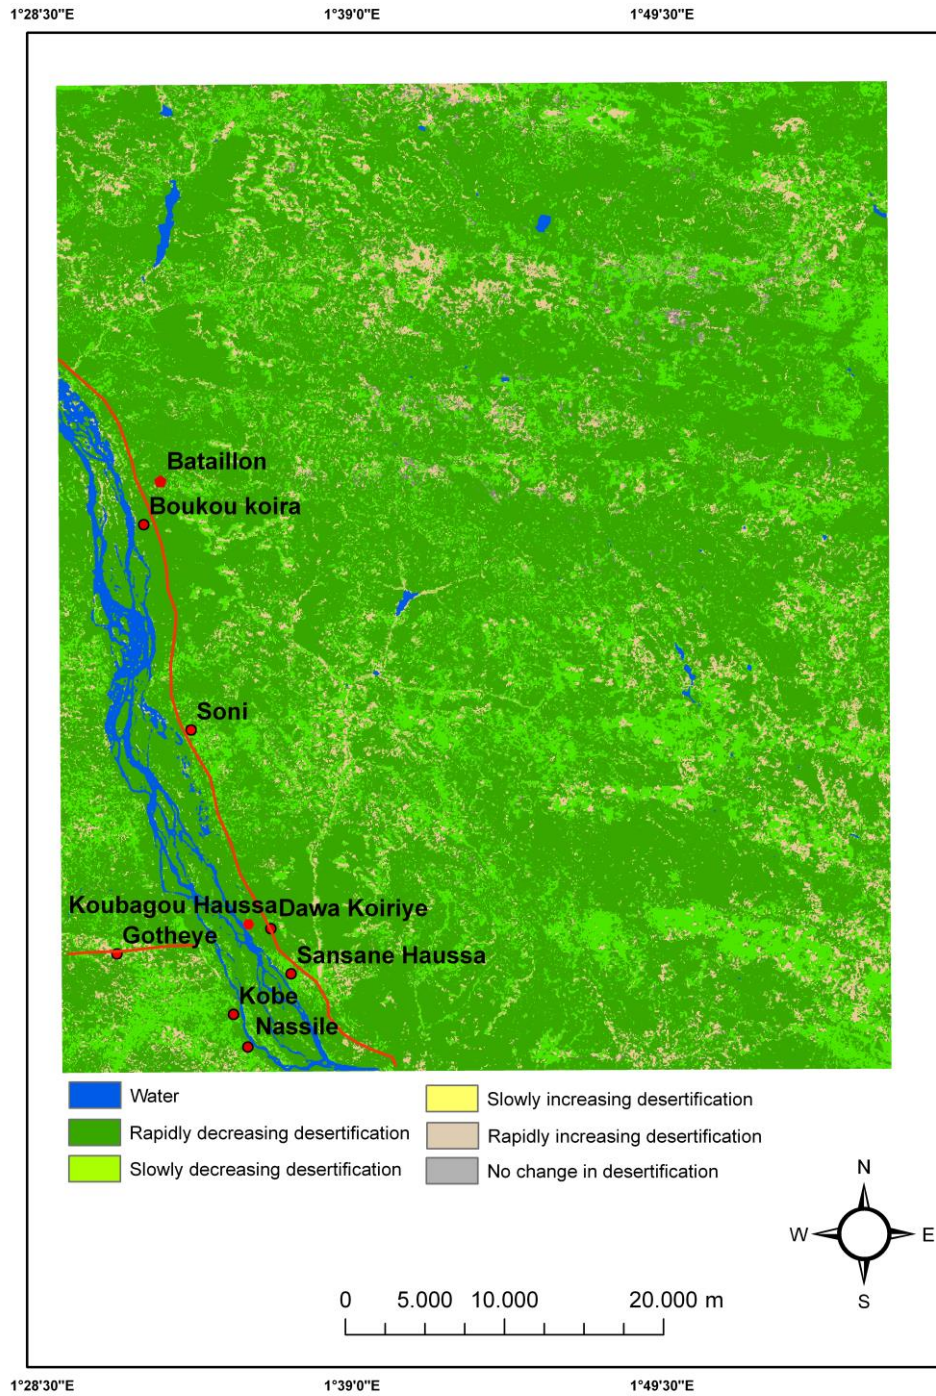 1°28'30"E 1°39'0"E 1°49'30"E
Bataillon
Boukou koira
Soni
Koubagou Haussa
Dawa Koiriye
Gotheye
Sansane Haussa
Kobe
Nassile
Water
Rapidly decreasing desertification
Slowly decreasing desertification
Slowly increasing desertification
Rapidly increasing desertification
No change in desertification
N
W E
S
0 5.000 10.000 20.000 m
1°28'30"E 1°39'0"E 1°49'30"E